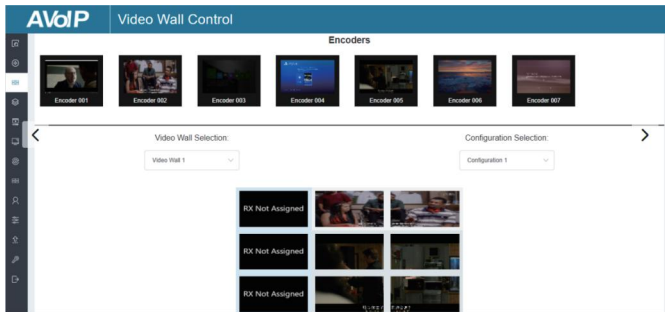 AVoIP
Video Wall Control
Encoders
Encoder 001
Encoder 002
Encoder 003
Encoder 004
Encoder 005
Encoder 006
Encoder 007
Video Wall Selection:
Configuration Selection:
Video Wall 1
Configuration 1
RX Not Assigned
RX Not Assigned
RX Not Assigned